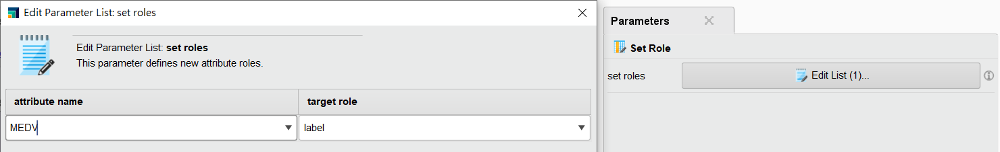 Edit Parameter List: set roles
Edit Parameter List: set roles
This parameter defines new attribute roles.
attribute name
target role
MEDV
label
Parameters
Set Role
set roles
Edit List (1)...